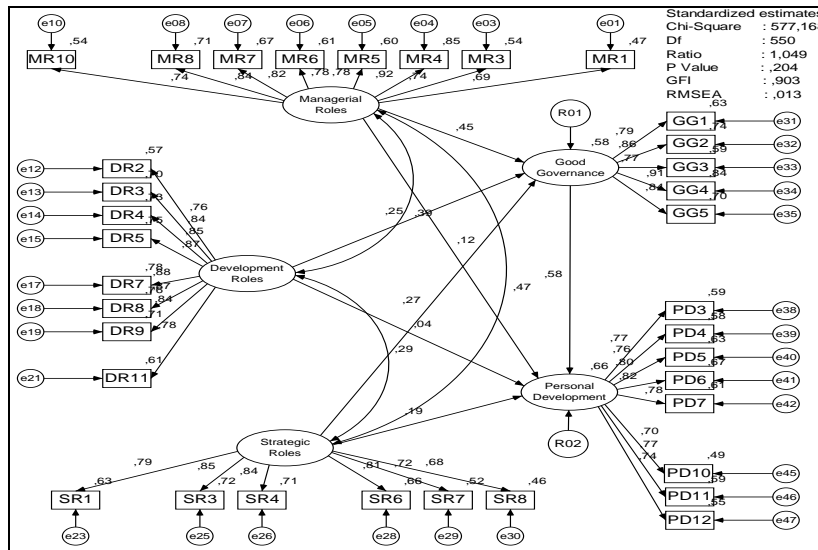 Standardized estimates
Chi-Square : 577,16
Df : 550
Ratio : 1,049
P Value : ,204
GFI : ,903
RMSEA : ,013
e10 e08 e07 e06 e05 e04 e03 e01
,54 ,71 ,67 ,61 ,60 ,85 ,54 ,47
MR10 MR8 MR7 MR6 MR5 MR4 MR3 MR1
,74 ,84 ,82 ,78 ,78 ,92 ,74 ,69
Managerial
Roles
R01
,45
,58
Good
Governance
,63
,79 GG1 e31
,74
,86 GG2 e32
,59
,77 GG3 e33
,84
,91 GG4 e34
,70
GG5 e35
,57
e12 DR2
e13 DR3
e14 DR4
e15 DR5
,76
,84
,85
,87
,78
e17 DR7 ,88
e18 DR8 ,84
,71
e19 DR9 ,78
,61
e21 DR11
Development
Roles
,25
,12
,47
,27
,04
,29
,58
,19
,59
PD3 e38
,58
PD4 e39
,63
PD5 e40
,67
PD6 e41
,61
PD7 e42
,77
,76
,80
,82
,78
,66
Personal
Development
R02
,70
,77
,74
,49
PD10 e45
,59
PD11 e46
,55
PD12 e47
Strategic
Roles
,79 ,85 ,84 ,81 ,72 ,68
,63 ,72 ,71 ,66 ,52 ,46
SR1 SR3 SR4 SR6 SR7 SR8
e23 e25 e26 e28 e29 e30